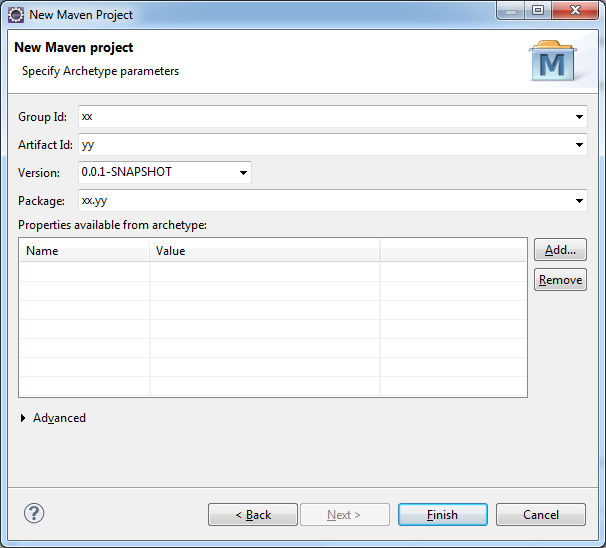 New Maven Project
New Maven project
Specify Archetype parameters
M
Group Id: xx
Artifact Id: yy
Version: 0.0.1-SNAPSHOT
Package: xx.yy
Properties available from archetype:
Name Value
Add...
Remove
Advanced
? < Back Next > Finish Cancel